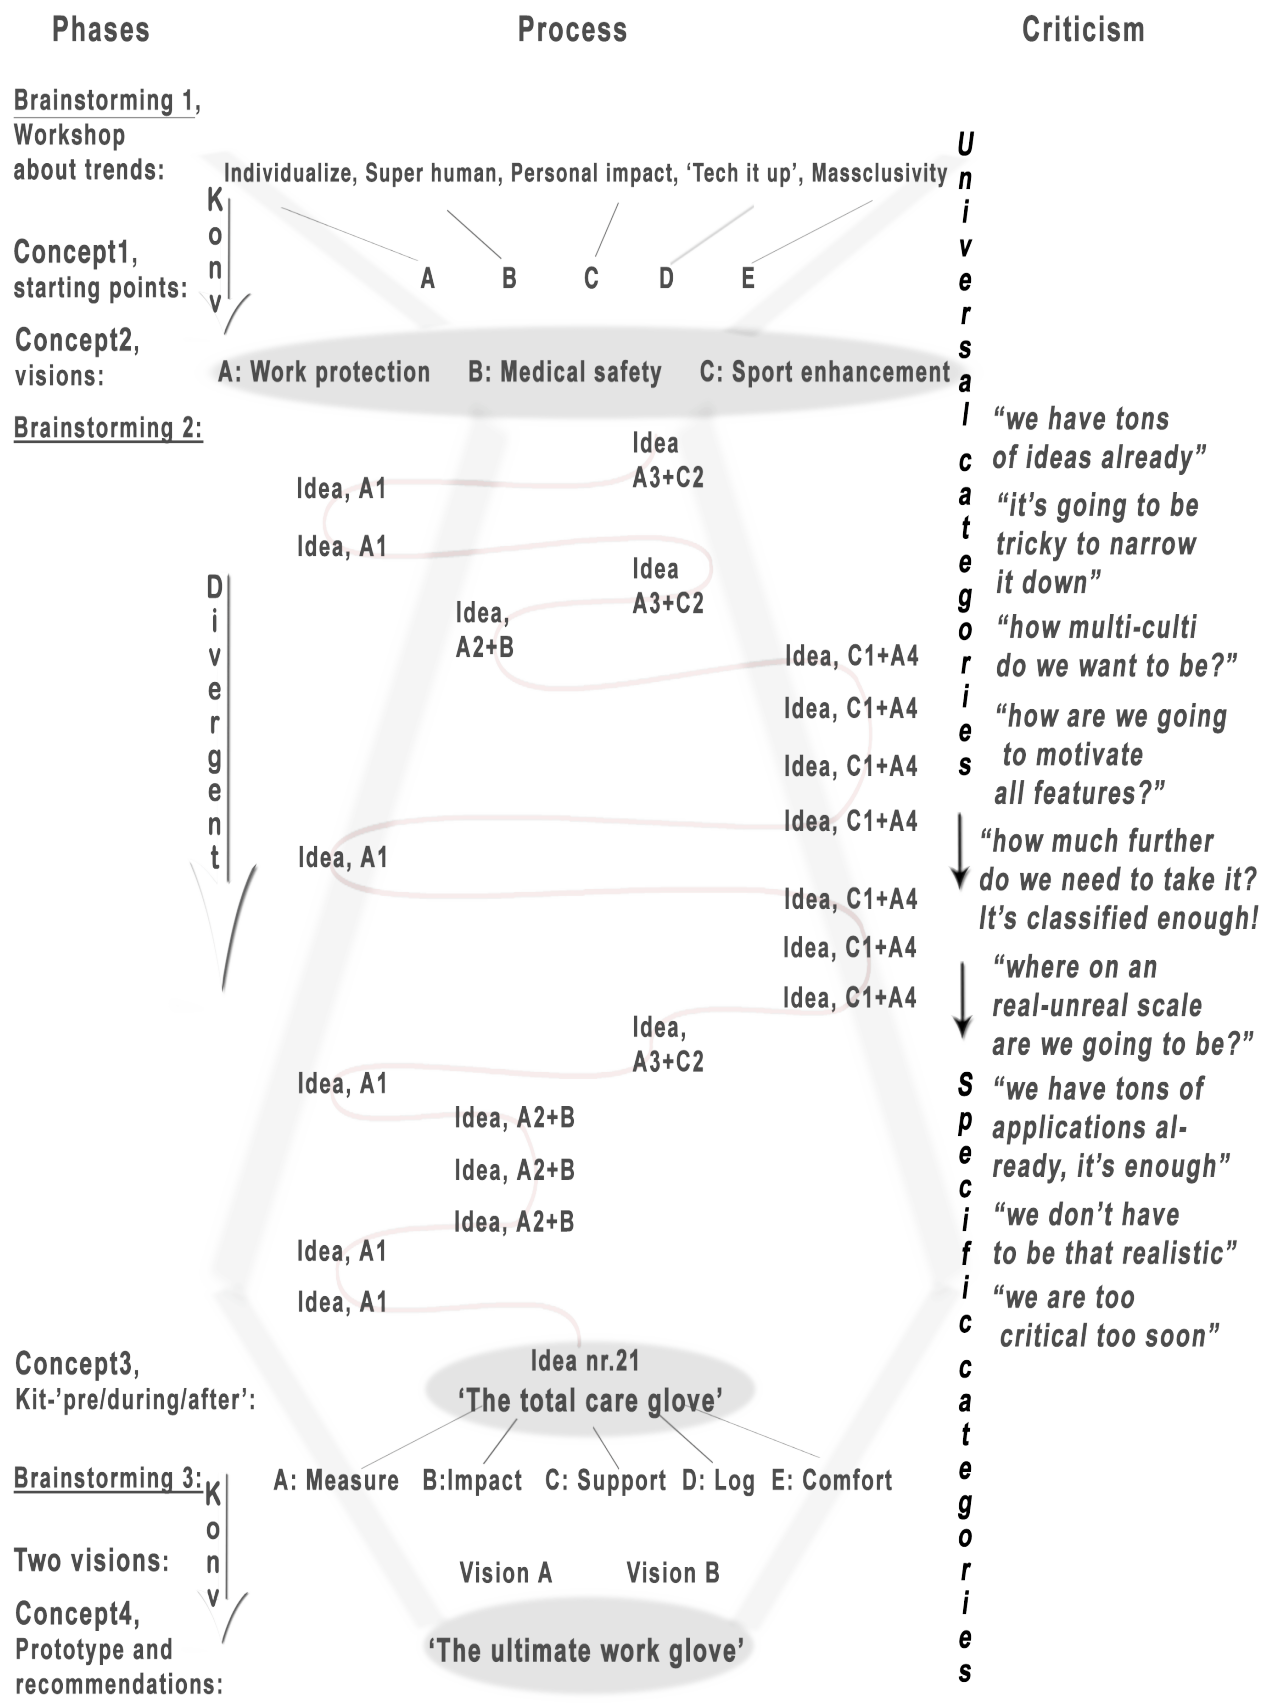 Phases
Process
Criticism
Brainstorming 1,
Workshop
about trends:
Individualize, Super human, Personal impact, ‘Tech it up’, Massclusivity
Konv
Concept1,
starting points:
A B C D E
Concept2,
visions:
A: Work protection B: Medical safety C: Sport enhancement
Brainstorming 2:
Divergent
Idea
A3+C2
Idea, A1
Idea, A1
Idea
A3+C2
Idea,
A2+B
Idea, C1+A4
Idea, C1+A4
Idea, C1+A4
Idea, C1+A4
Idea, A1
Idea, C1+A4
Idea, C1+A4
Idea, C1+A4
Idea,
A3+C2
Idea, A1
Idea, A2+B
Idea, A2+B
Idea, A2+B
Idea, A1
Idea, A1
Concept3,
Kit-’pre/during/after’:
Idea nr.21
‘The total care glove’
Brainstorming 3:
A: Measure B:Impact C: Support D: Log E: Comfort
Konv
Two visions:
Vision A Vision B
Concept4,
Prototype and
recommendations:
‘The ultimate work glove’
Universal categories
Specific categories
“we have tons
of ideas already”
“it’s going to be
tricky to narrow
it down”
“how multi-culti
do we want to be?”
“how are we going
to motivate
all features?”
“how much further
do we need to take it?
It’s classified enough!
“where on an
real-unreal scale
are we going to be?”
“we have tons of
applications al-
ready, it’s enough”
“we don’t have
to be that realistic”
“we are too
critical too soon”